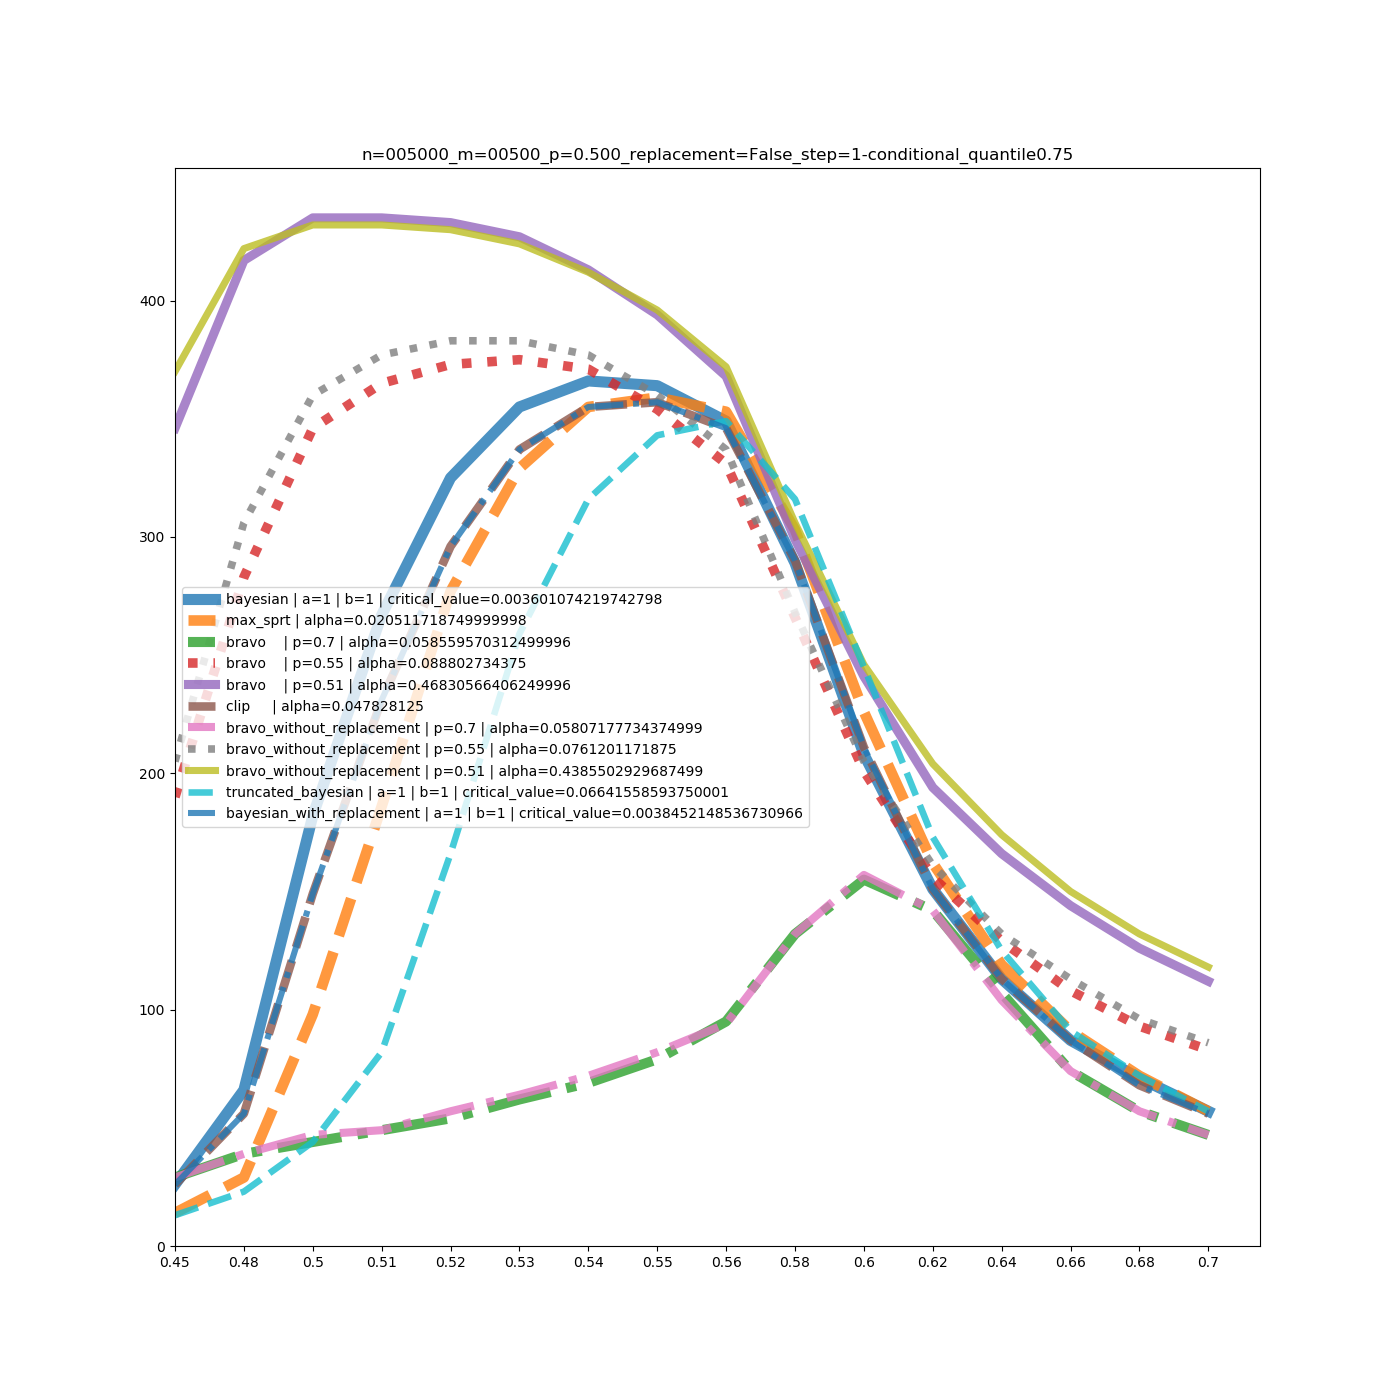 n=005000_m=00500_p=0.500_replacement=False_step=1-conditional_quantile0.75
400
300
bayesian | a=1 | b=1 | critical_value=0.003601074219742798
max_sprt | alpha=0.020511718749999998
bravo | p=0.7 | alpha=0.058559570312499996
bravo | p=0.55 | alpha=0.088802734375
bravo | p=0.51 | alpha=0.46830566406249996
clip | alpha=0.047828125
bravo_without_replacement | p=0.7 | alpha=0.05807177734374999
bravo_without_replacement | p=0.55 | alpha=0.0761201171875
200
bravo_without_replacement | p=0.51 | alpha=0.4385502929687499
truncated_bayesian | a=1 | b=1 | critical_value=0.06641558593750001
bayesian_with_replacement | a=1 | b=1 | critical_value=0.0038452148536730966
100
0
0.45 0.48 0.5 0.51 0.52 0.53 0.54 0.55 0.56 0.58 0.6 0.62 0.64 0.66 0.68 0.7